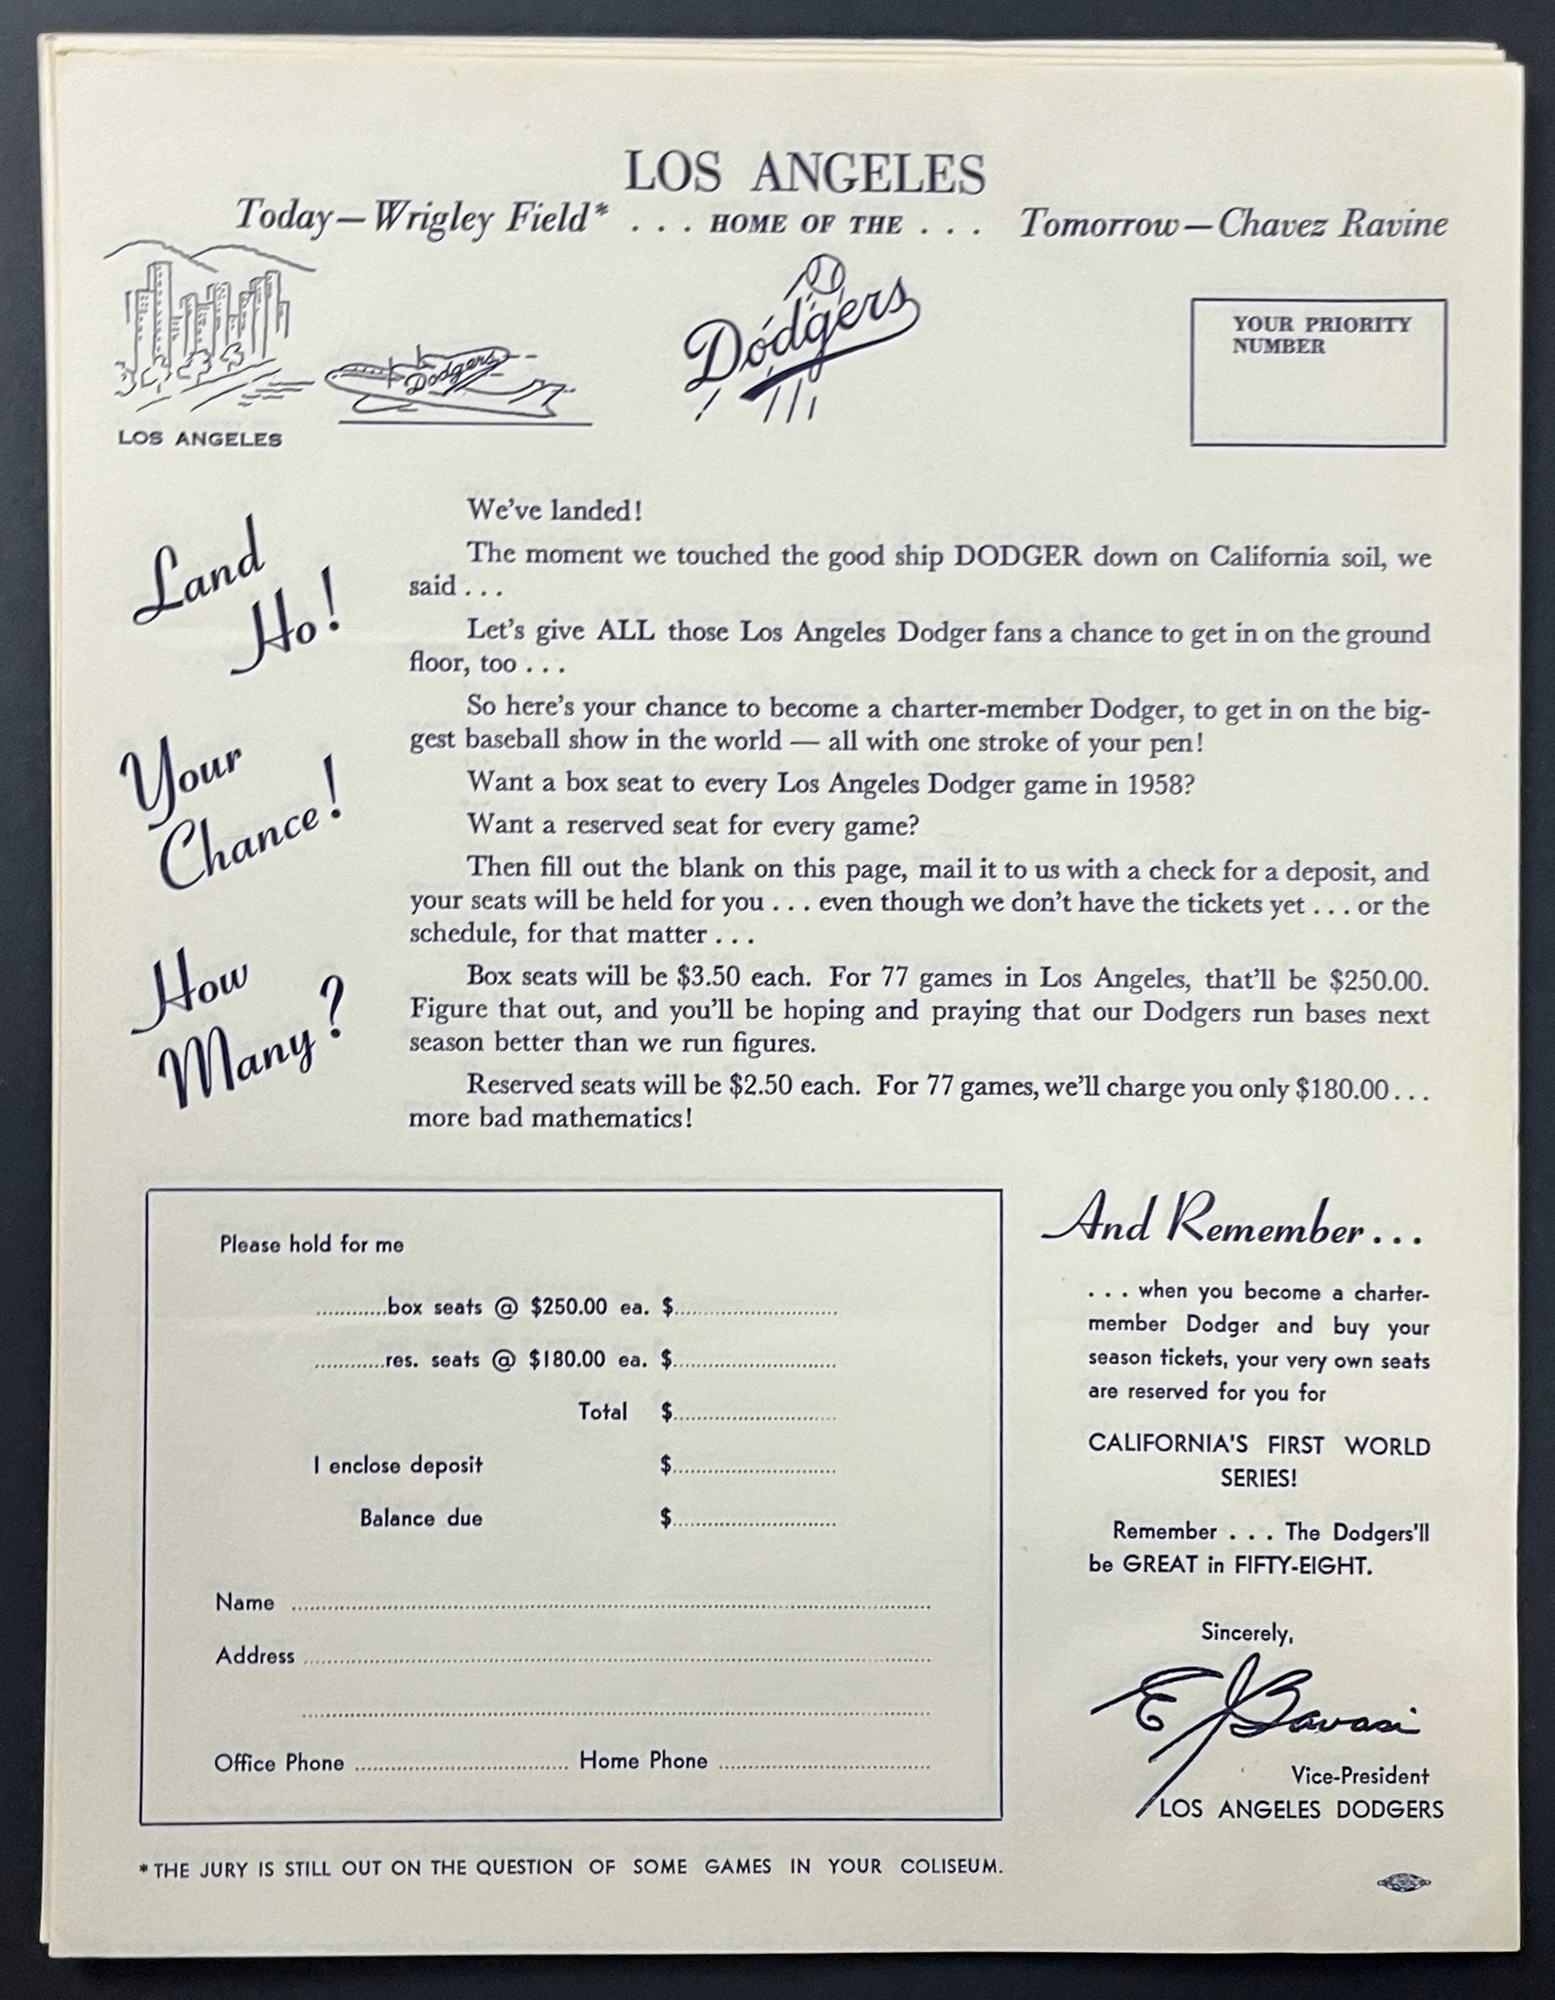 LOS ANGELES
Today—Wrigley Field* . . . HOME OF THE . . . Tomorrow—Chavez Ravine
Dodgers
YOUR PRIORITY
NUMBER
Dodgers
LOS ANGELES
Land
Ho!
We've landed!
The moment we touched the good ship DODGER down on California soil, we
said . . .
Let's give ALL those Los Angeles Dodger fans a chance to get in on the ground
floor, too . . .
Your
Chance!
So here's your chance to become a charter-member Dodger, to get in on the big-
gest baseball show in the world — all with one stroke of your pen!
Want a box seat to every Los Angeles Dodger game in 1958?
Want a reserved seat for every game?
Then fill out the blank on this page, mail it to us with a check for a deposit, and
your seats will be held for you . . . even though we don't have the tickets yet . . . or the
schedule, for that matter . . .
How
Many?
Box seats will be $3.50 each. For 77 games in Los Angeles, that'll be $250.00.
Figure that out, and you'll be hoping and praying that our Dodgers run bases next
season better than we run figures.
Reserved seats will be $2.50 each. For 77 games, we'll charge you only $180.00 . . .
more bad mathematics!
Please hold for me
............box seats @ $250.00 ea. $............................
............res. seats @ $180.00 ea. $............................
Total $............................
I enclose deposit $............................
Balance due $............................
Name ............................
Address ............................
............................
Office Phone ............................ Home Phone ............................
And Remember . . .
. . . when you become a charter-
member Dodger and buy your
season tickets, your very own seats
are reserved for you for
CALIFORNIA'S FIRST WORLD
SERIES!
Remember . . . The Dodgers'll
be GREAT in FIFTY-EIGHT.
Sincerely,
E J Bavasi
Vice-President
LOS ANGELES DODGERS
* THE JURY IS STILL OUT ON THE QUESTION OF SOME GAMES IN YOUR COLISEUM.